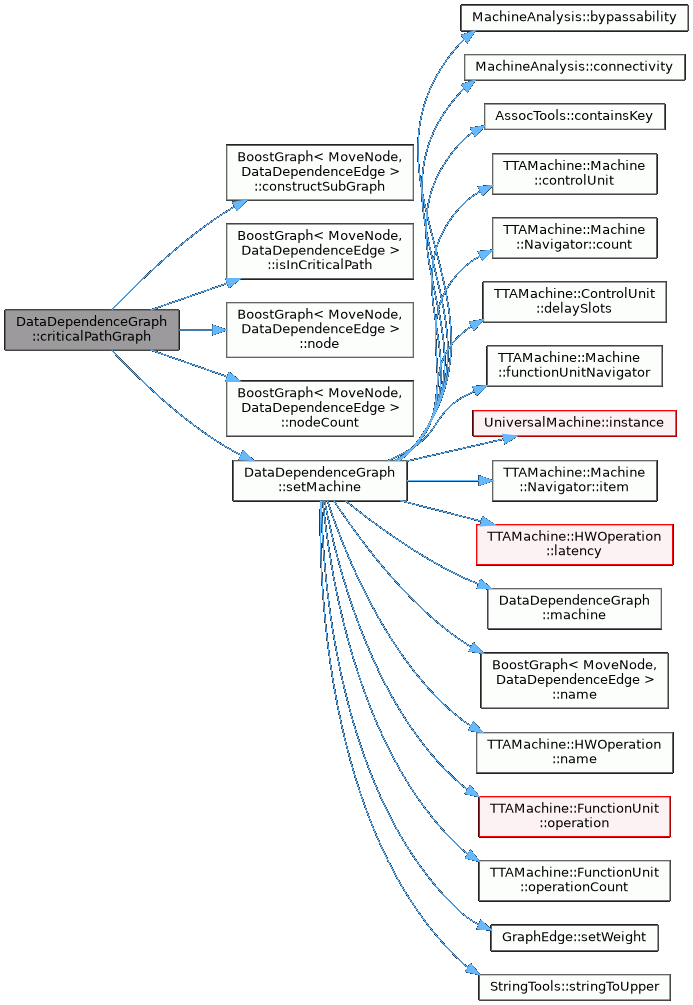 DataDependenceGraph
::criticalPathGraph
BoostGraph< MoveNode,
DataDependenceEdge >
::constructSubGraph
BoostGraph< MoveNode,
DataDependenceEdge >
::isInCriticalPath
BoostGraph< MoveNode,
DataDependenceEdge >
::node
BoostGraph< MoveNode,
DataDependenceEdge >
::nodeCount
DataDependenceGraph
::setMachine
MachineAnalysis::bypassability
MachineAnalysis::connectivity
AssocTools::containsKey
TTAMachine::Machine
::controlUnit
TTAMachine::Machine
::Navigator::count
TTAMachine::ControlUnit
::delaySlots
TTAMachine::Machine
::functionUnitNavigator
UniversalMachine::instance
TTAMachine::Machine
::Navigator::item
TTAMachine::HWOperation
::latency
DataDependenceGraph
::machine
BoostGraph< MoveNode,
DataDependenceEdge >
::name
TTAMachine::HWOperation
::name
TTAMachine::FunctionUnit
::operation
TTAMachine::FunctionUnit
::operationCount
GraphEdge::setWeight
StringTools::stringToUpper